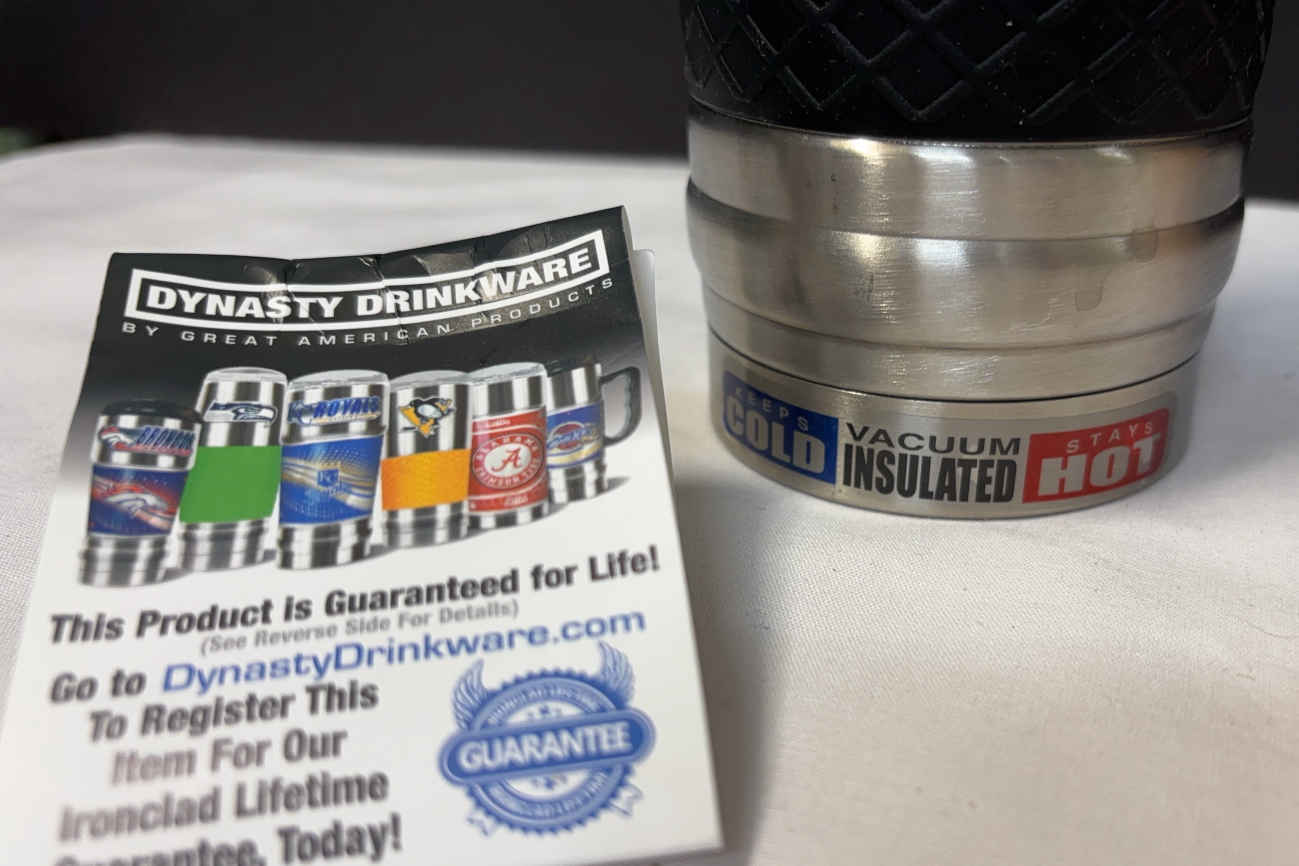 DYNASTY DRINKWARE
BY GREAT AMERICAN PRODUCTS
BRONCOS
ROYALS
This Product is Guaranteed for Life!
(See Reverse Side For Details)
Go to DynastyDrinkware.com
To Register This
Item For Our
Ironclad Lifetime
Guarantee, Today!
GUARANTEE
KEEPS
COLD
VACUUM
INSULATED
STAYS
HOT